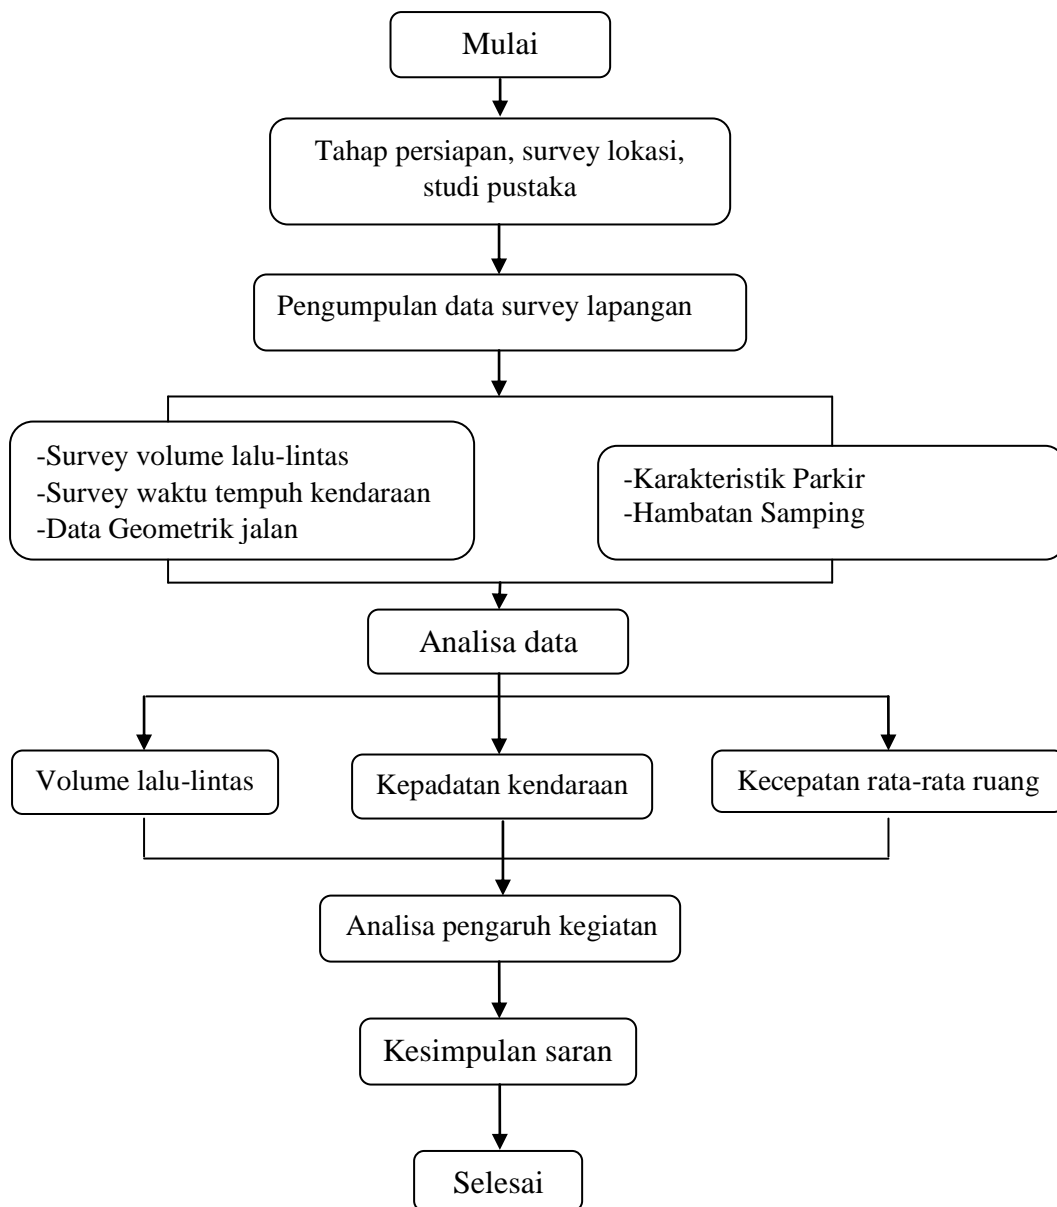 Mulai
Tahap persiapan, survey lokasi,
studi pustaka
Pengumpulan data survey lapangan
-Survey volume lalu-lintas
-Survey waktu tempuh kendaraan
-Data Geometrik jalan
-Karakteristik Parkir
-Hambatan Samping
Analisa data
Volume lalu-lintas
Kepadatan kendaraan
Kecepatan rata-rata ruang
Analisa pengaruh kegiatan
Kesimpulan saran
Selesai